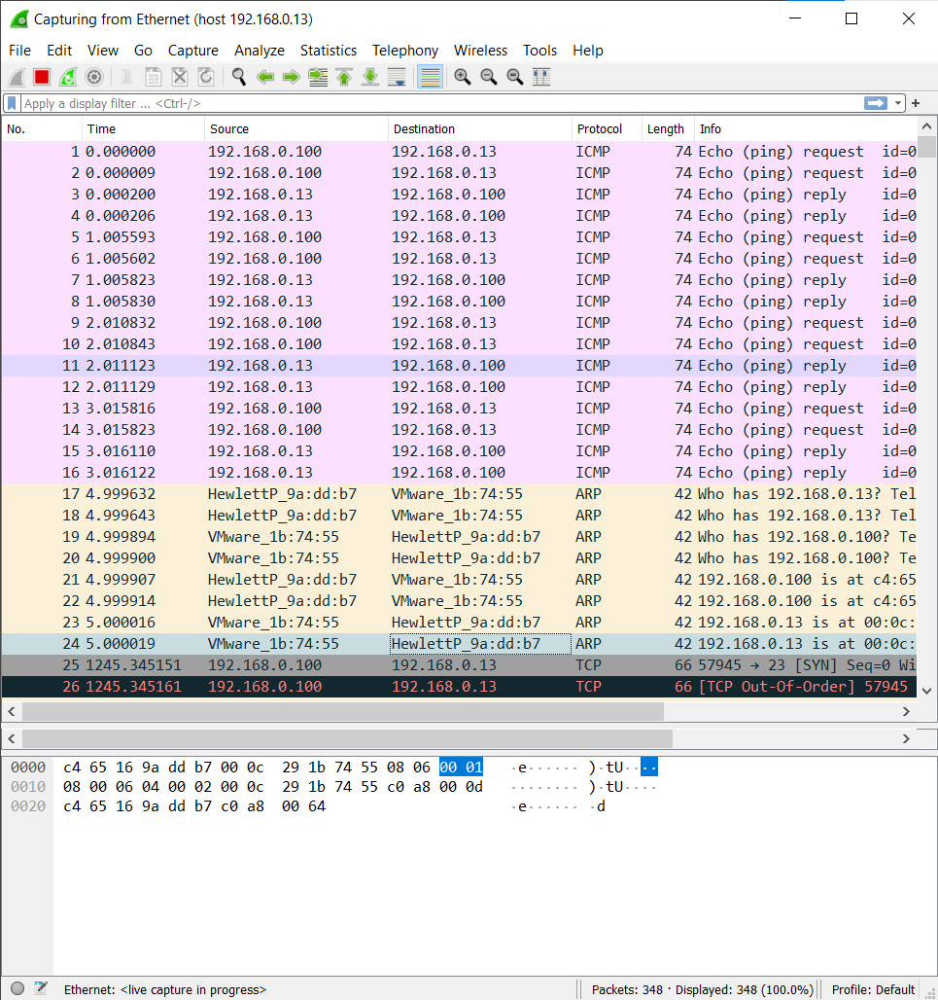 Capturing from Ethernet (host 192.168.0.13)
File Edit View Go Capture Analyze Statistics Telephony Wireless Tools Help
Apply a display filter ... <Ctrl-/>
No. Time Source Destination Protocol Length Info
1 0.000000 192.168.0.100 192.168.0.13 ICMP 74 Echo (ping) request id=0
2 0.000009 192.168.0.100 192.168.0.13 ICMP 74 Echo (ping) request id=0
3 0.000200 192.168.0.13 192.168.0.100 ICMP 74 Echo (ping) reply id=0
4 0.000206 192.168.0.13 192.168.0.100 ICMP 74 Echo (ping) reply id=0
5 1.005593 192.168.0.100 192.168.0.13 ICMP 74 Echo (ping) request id=0
6 1.005602 192.168.0.100 192.168.0.13 ICMP 74 Echo (ping) request id=0
7 1.005823 192.168.0.13 192.168.0.100 ICMP 74 Echo (ping) reply id=0
8 1.005830 192.168.0.13 192.168.0.100 ICMP 74 Echo (ping) reply id=0
9 2.010832 192.168.0.100 192.168.0.13 ICMP 74 Echo (ping) request id=0
10 2.010843 192.168.0.100 192.168.0.13 ICMP 74 Echo (ping) request id=0
11 2.011123 192.168.0.13 192.168.0.100 ICMP 74 Echo (ping) reply id=0
12 2.011129 192.168.0.13 192.168.0.100 ICMP 74 Echo (ping) reply id=0
13 3.015816 192.168.0.100 192.168.0.13 ICMP 74 Echo (ping) request id=0
14 3.015823 192.168.0.100 192.168.0.13 ICMP 74 Echo (ping) request id=0
15 3.016110 192.168.0.13 192.168.0.100 ICMP 74 Echo (ping) reply id=0
16 3.016122 192.168.0.13 192.168.0.100 ICMP 74 Echo (ping) reply id=0
17 4.999632 HewlettP_9a:dd:b7 VMware_1b:74:55 ARP 42 Who has 192.168.0.13? Tel
18 4.999643 HewlettP_9a:dd:b7 VMware_1b:74:55 ARP 42 Who has 192.168.0.13? Tel
19 4.999894 VMware_1b:74:55 HewlettP_9a:dd:b7 ARP 42 Who has 192.168.0.100? Te
20 4.999900 VMware_1b:74:55 HewlettP_9a:dd:b7 ARP 42 Who has 192.168.0.100? Te
21 4.999907 HewlettP_9a:dd:b7 VMware_1b:74:55 ARP 42 192.168.0.100 is at c4:65
22 4.999914 HewlettP_9a:dd:b7 VMware_1b:74:55 ARP 42 192.168.0.100 is at c4:65
23 5.000016 VMware_1b:74:55 HewlettP_9a:dd:b7 ARP 42 192.168.0.13 is at 00:0c:
24 5.000019 VMware_1b:74:55 HewlettP_9a:dd:b7 ARP 42 192.168.0.13 is at 00:0c:
25 1245.345151 192.168.0.100 192.168.0.13 TCP 66 57945 → 23 [SYN] Seq=0 Wi
26 1245.345161 192.168.0.100 192.168.0.13 TCP 66 [TCP Out-Of-Order] 57945
0000 c4 65 16 9a dd b7 00 0c 29 1b 74 55 08 06 00 01 ·e······ )·tU····
0010 08 00 06 04 00 02 00 0c 29 1b 74 55 c0 a8 00 0d ········ )·tU····
0020 c4 65 16 9a dd b7 c0 a8 00 64 ·e······ ·d
Ethernet: <live capture in progress> Packets: 348 · Displayed: 348 (100.0%) Profile: Default